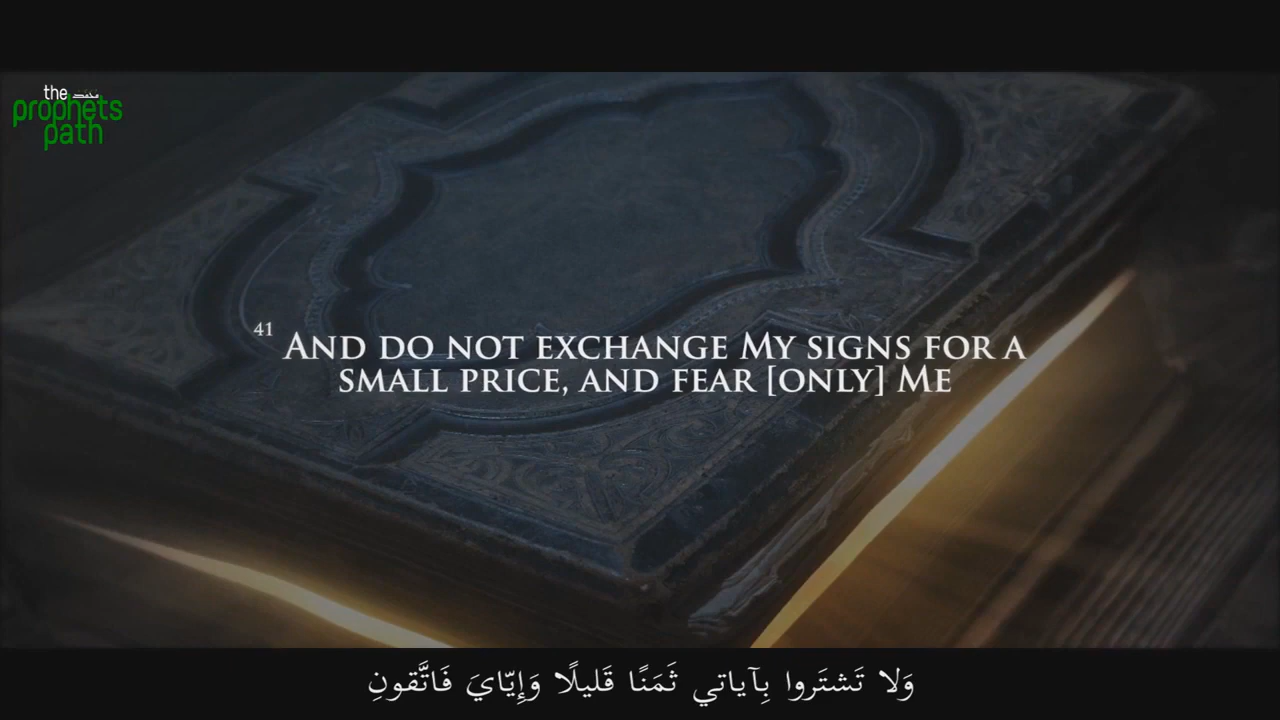 the محمد
prophets
path
41 AND DO NOT EXCHANGE MY SIGNS FOR A
SMALL PRICE, AND FEAR [ONLY] ME
وَلا تَشتَروا بِآياتي ثَمَنًا قَليلًا وَإِيّايَ فَاتَّقونِ